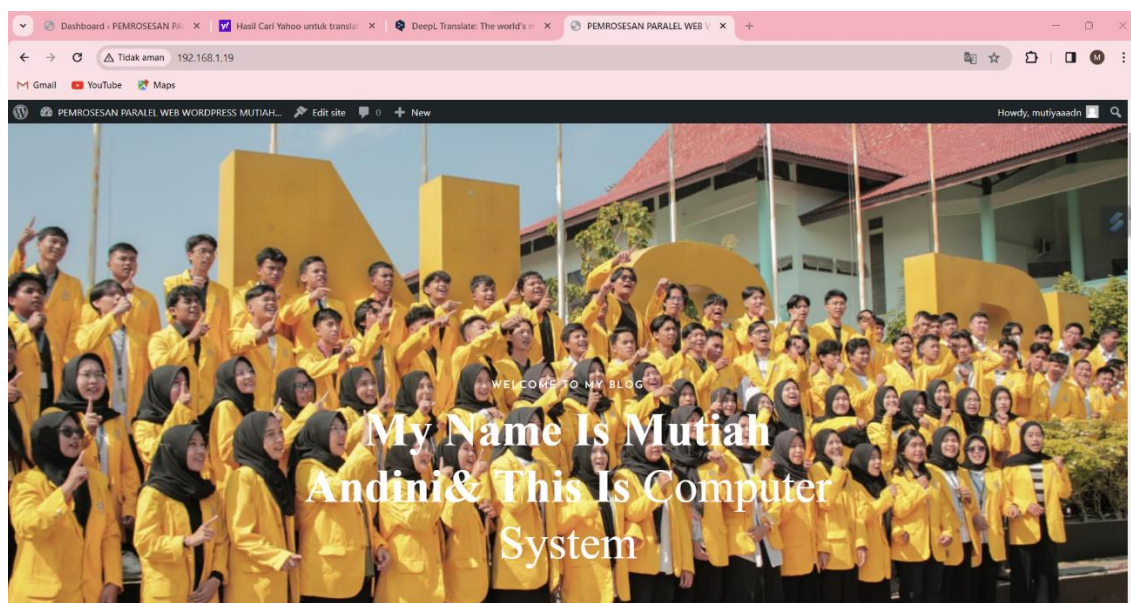 Dashboard ‹ PEMROSESAN PA
Hasil Cari Yahoo untuk translat
DeepL Translate: The world's m
PEMROSESAN PARALEL WEB W
Tidak aman
192.168.1.19
M
Gmail
YouTube
Maps
PEMROSESAN PARALEL WEB WORDPRESS MUTIAH...
Edit site
0
New
Howdy, mutiyaaadn
WELCOME TO MY BLOG
My Name Is Mutiah
Andini& This Is Computer
System